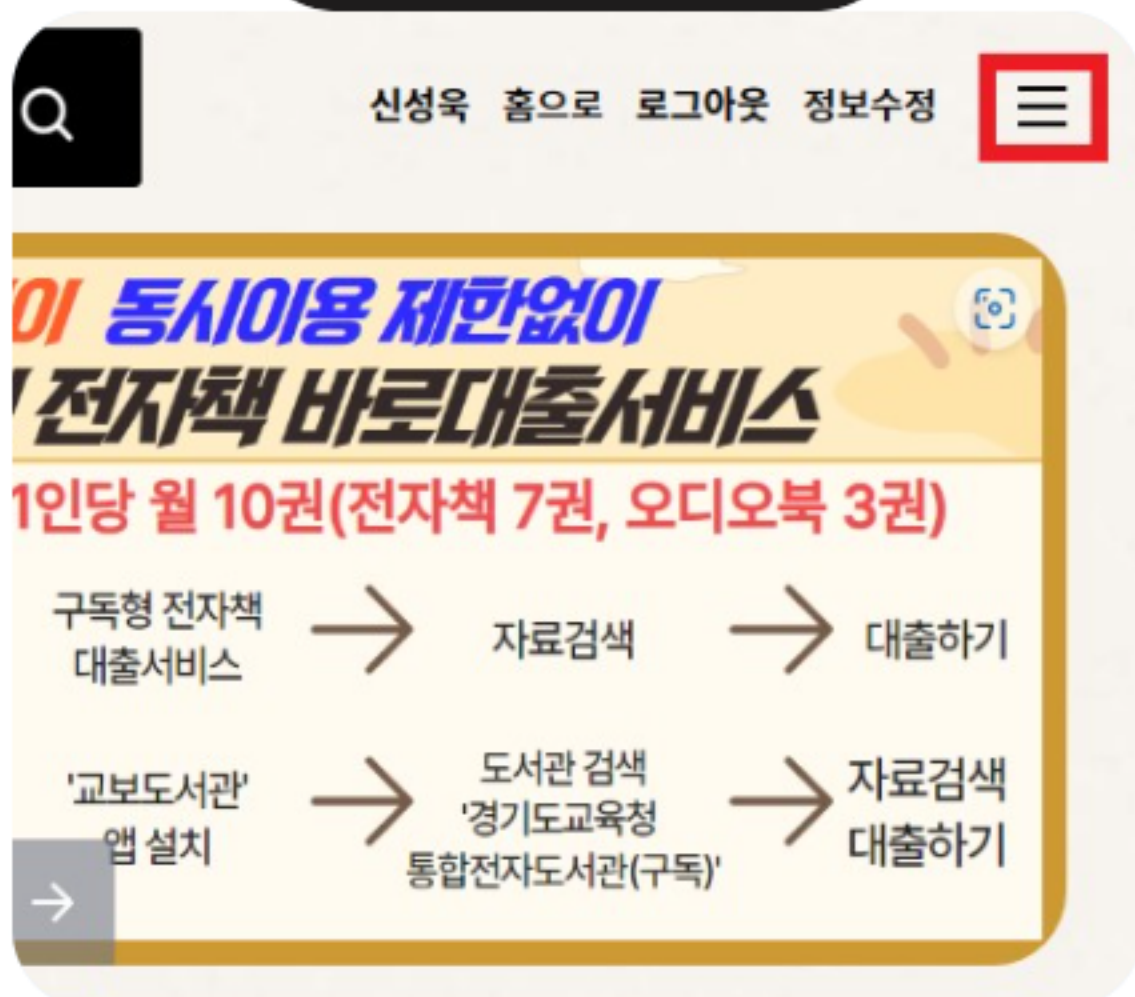 신성욱 홈으로 로그아웃 정보수정
이 동시이용 제한없이
전자책 바로대출서비스
1인당 월 10권(전자책 7권, 오디오북 3권)
구독형 전자책
대출서비스
자료검색
대출하기
'교보도서관'
앱 설치
도서관 검색
'경기도교육청
통합전자도서관(구독)'
자료검색
대출하기